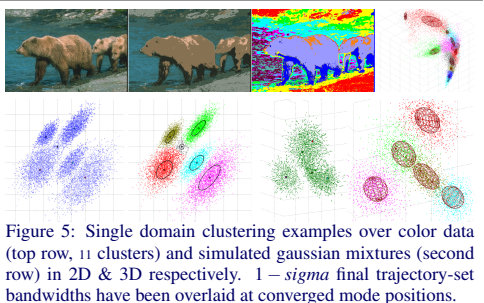 Figure 5: Single domain clustering examples over color data
(top row, 11 clusters) and simulated gaussian mixtures (second
row) in 2D & 3D respectively. 1 − sigma final trajectory-set
bandwidths have been overlaid at converged mode positions.